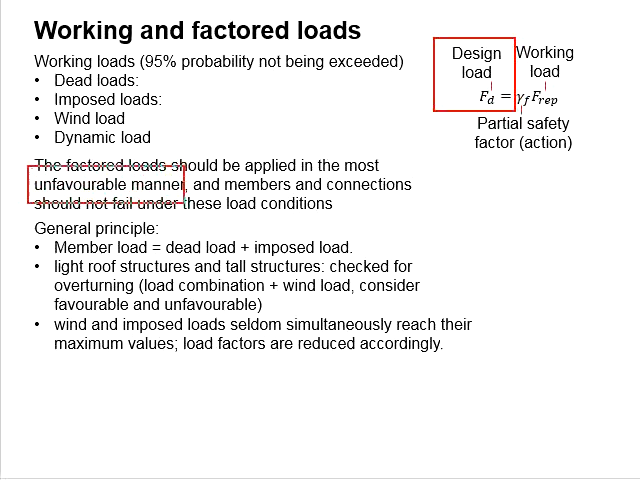 Working and factored loads
Working loads (95% probability not being exceeded)
• Dead loads:
• Imposed loads:
• Wind load
• Dynamic load
Design load
Working load
F_d = γ_f F_rep
Partial safety
factor (action)
The factored loads should be applied in the most
unfavourable manner, and members and connections
should not fail under these load conditions
General principle:
• Member load = dead load + imposed load.
• light roof structures and tall structures: checked for
overturning (load combination + wind load, consider
favourable and unfavourable)
• wind and imposed loads seldom simultaneously reach their
maximum values; load factors are reduced accordingly.